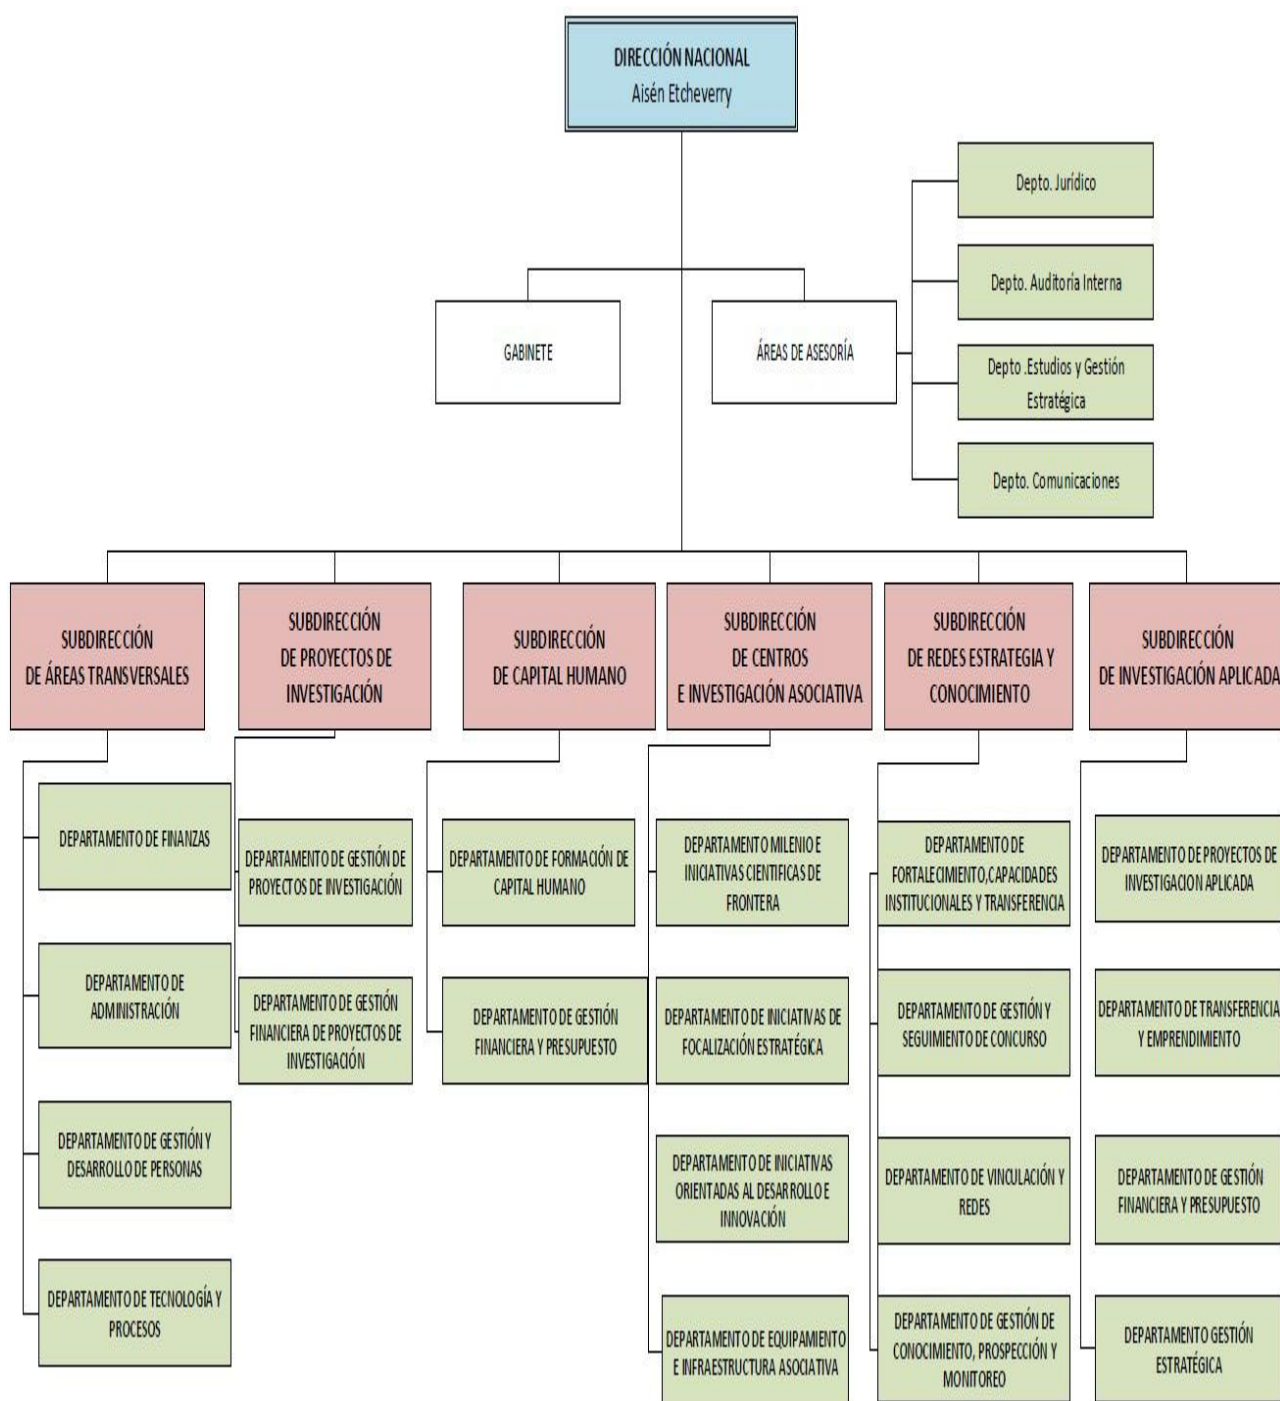 DIRECCIÓN NACIONAL
Aisén Etcheverry
Depto. Jurídico
Depto. Auditoría Interna
Depto .Estudios y Gestión
Estratégica
Depto. Comunicaciones
GABINETE
ÁREAS DE ASESORÍA
SUBDIRECCIÓN
DE ÁREAS TRANSVERSALES
DEPARTAMENTO DE FINANZAS
DEPARTAMENTO DE
ADMINISTRACIÓN
DEPARTAMENTO DE GESTIÓN Y
DESARROLLO DE PERSONAS
DEPARTAMENTO DE TECNOLOGÍA Y
PROCESOS
SUBDIRECCIÓN
DE PROYECTOS DE
INVESTIGACIÓN
DEPARTAMENTO DE GESTIÓN DE
PROYECTOS DE INVESTIGACIÓN
DEPARTAMENTO DE GESTIÓN
FINANCIERA DE PROYECTOS DE
INVESTIGACIÓN
SUBDIRECCIÓN
DE CAPITAL HUMANO
DEPARTAMENTO DE FORMACIÓN DE
CAPITAL HUMANO
DEPARTAMENTO DE GESTIÓN
FINANCIERA Y PRESUPUESTO
SUBDIRECCIÓN
DE CENTROS
E INVESTIGACIÓN ASOCIATIVA
DEPARTAMENTO MILENIO E
INICIATIVAS CIENTIFICAS DE
FRONTERA
DEPARTAMENTO DE INICIATIVAS DE
FOCALIZACIÓN ESTRATÉGICA
DEPARTAMENTO DE INICIATIVAS
ORIENTADAS AL DESARROLLO E
INNOVACIÓN
DEPARTAMENTO DE EQUIPAMIENTO
E INFRAESTRUCTURA ASOCIATIVA
SUBDIRECCIÓN
DE REDES ESTRATEGIA Y
CONOCIMIENTO
DEPARTAMENTO DE
FORTALECIMIENTO,CAPACIDADES
INSTITUCIONALES Y TRANSFERENCIA
DEPARTAMENTO DE GESTIÓN Y
SEGUIMIENTO DE CONCURSO
DEPARTAMENTO DE VINCULACIÓN Y
REDES
DEPARTAMENTO DE GESTIÓN DE
CONOCIMIENTO, PROSPECCIÓN Y
MONITOREO
SUBDIRECCIÓN
DE INVESTIGACIÓN APLICADA
DEPARTAMENTO DE PROYECTOS DE
INVESTIGACION APLICADA
DEPARTAMENTO DE TRANSFERENCIA
Y EMPRENDIMIENTO
DEPARTAMENTO DE GESTIÓN
FINANCIERA Y PRESUPUESTO
DEPARTAMENTO GESTIÓN
ESTRATÉGICA